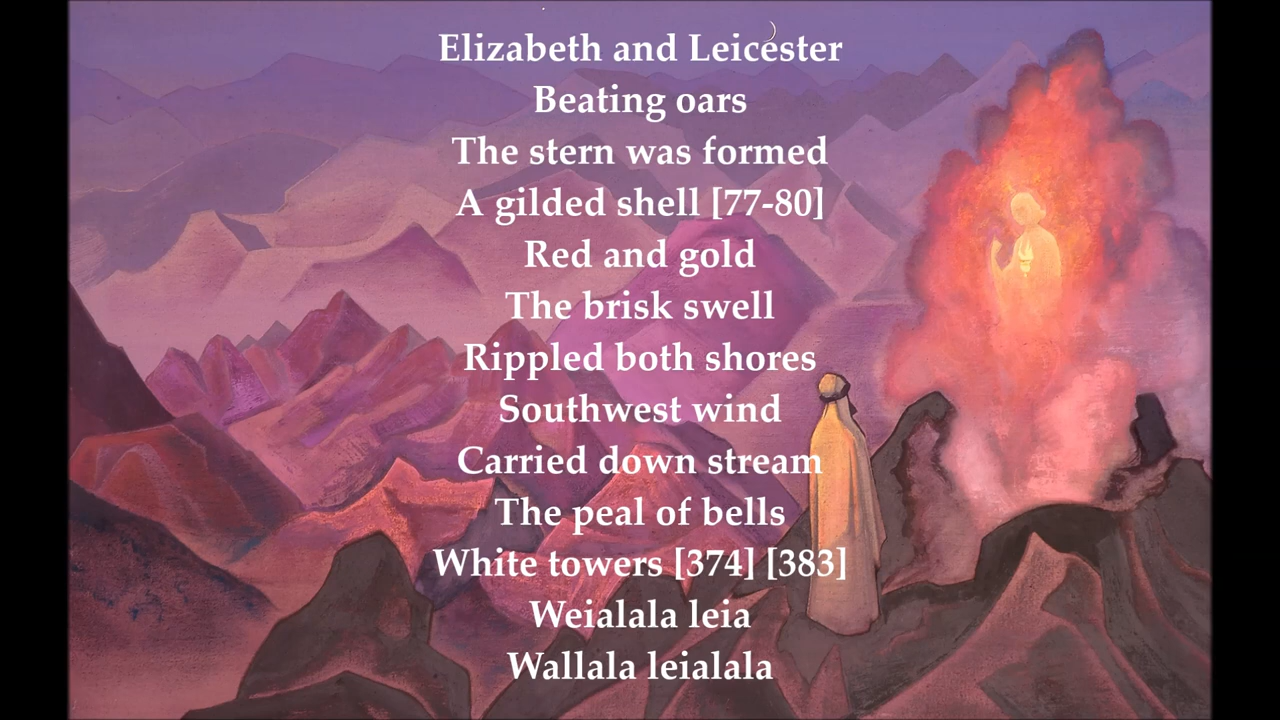 Elizabeth and Leicester
Beating oars
The stern was formed
A gilded shell [77-80]
Red and gold
The brisk swell
Rippled both shores
Southwest wind
Carried down stream
The peal of bells
White towers [374] [383]
Weialala leia
Wallala leialala